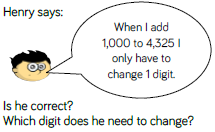 Henry says:
When I add
1,000 to 4,325 I
only have to
change 1 digit.
Is he correct?
Which digit does he need to change?